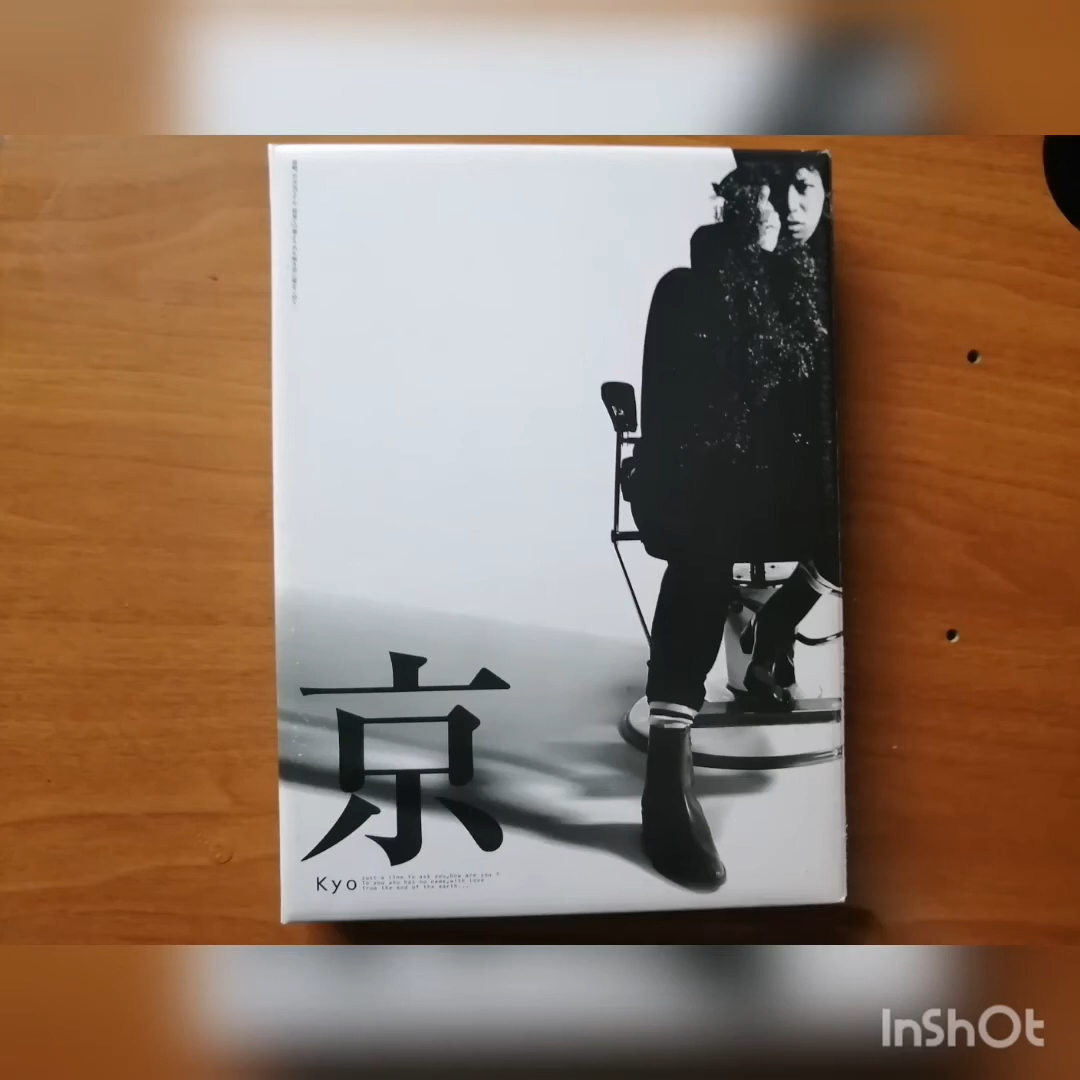 京
Kyo
Just a line to ask you,how are you ?
To you who has no name,with love
from the end of the earth...
InShOt